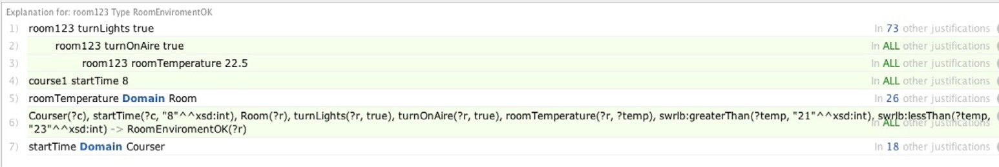 Explanation for: room123 Type RoomEnviromentOK
1) room123 turnLights true In 73 other justifications
2) room123 turnOnAire true In ALL other justifications
3) room123 roomTemperature 22.5 In ALL other justifications
4) course1 startTime 8 In ALL other justifications
5) roomTemperature Domain Room In 26 other justifications
6) Courser(?c), startTime(?c, "8"^^xsd:int), Room(?r), turnLights(?r, true), turnOnAire(?r, true), roomTemperature(?r, ?temp), swrlb:greaterThan(?temp, "21"^^xsd:int), swrlb:lessThan(?temp,
"23"^^xsd:int) -> RoomEnviromentOK(?r) In ALL other justifications
7) startTime Domain Courser In 18 other justifications